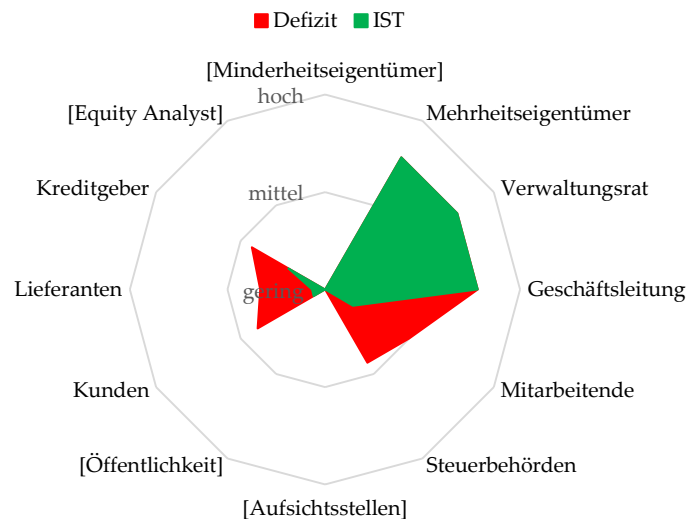 Defizit IST
[Minderheitseigentümer]
hoch
[Equity Analyst]
Mehrheitseigentümer
Kreditgeber
mittel
Verwaltungsrat
Lieferanten
gering
Geschäftsleitung
Kunden
Mitarbeitende
[Öffentlichkeit]
Steuerbehörden
[Aufsichtsstellen]